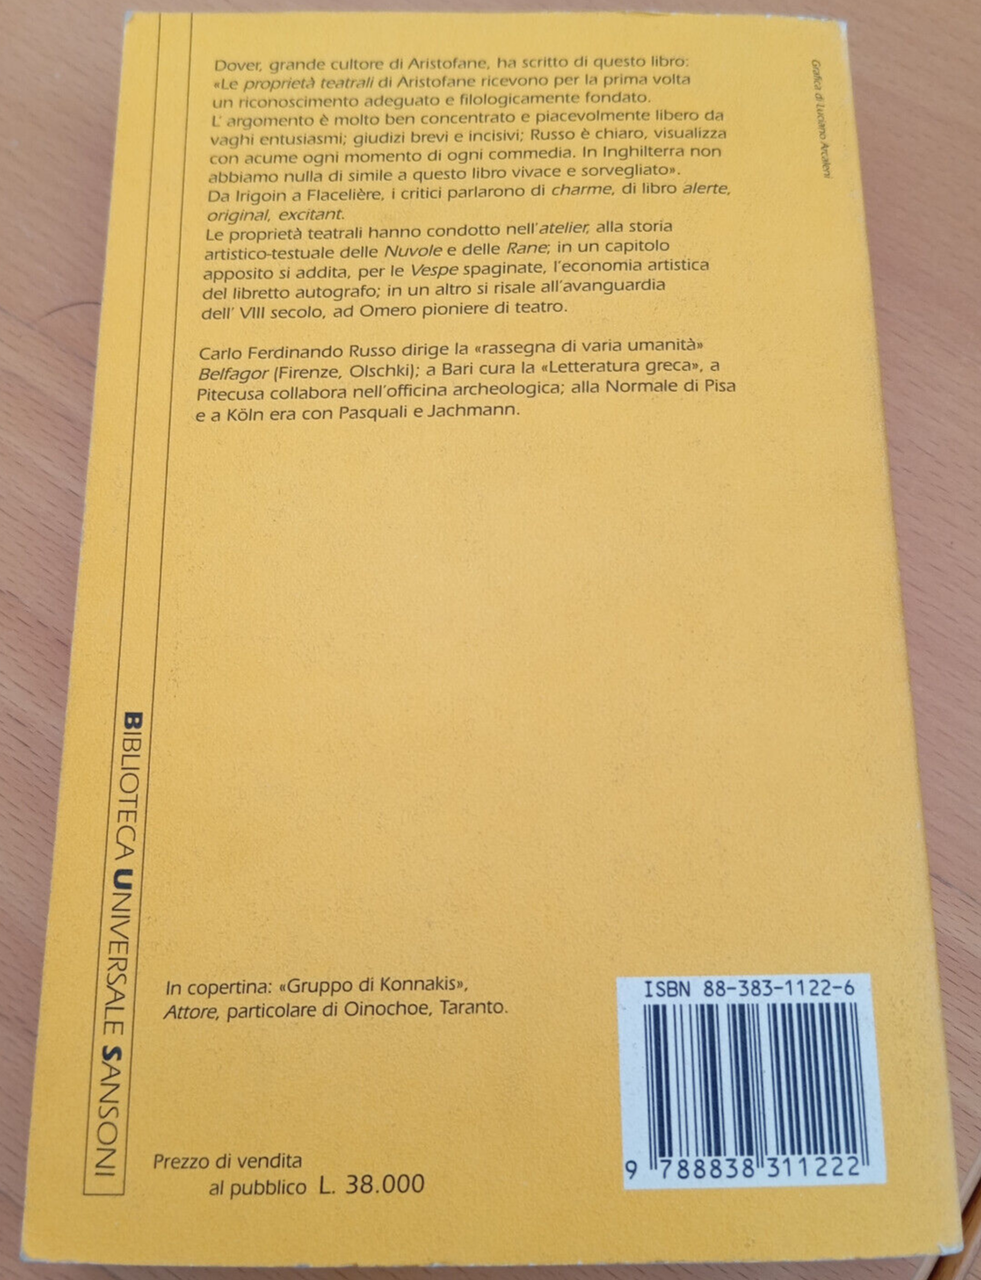 Dover, grande cultore di Aristofane, ha scritto di questo libro:
«Le proprietà teatrali di Aristofane ricevono per la prima volta
un riconoscimento adeguato e filologicamente fondato.
L' argomento è molto ben concentrato e piacevolmente libero da
vaghi entusiasmi; giudizi brevi e incisivi; Russo è chiaro, visualizza
con acume ogni momento di ogni commedia. In Inghilterra non
abbiamo nulla di simile a questo libro vivace e sorvegliato».
Da Irigoin a Flacelière, i critici parlarono di charme, di libro alerte,
original, excitant.
Le proprietà teatrali hanno condotto nell'atelier, alla storia
artistico-testuale delle Nuvole e delle Rane; in un capitolo
apposito si addita, per le Vespe spaginate, l'economia artistica
del libretto autografo; in un altro si risale all'avanguardia
dell' VIII secolo, ad Omero pioniere di teatro.
Carlo Ferdinando Russo dirige la «rassegna di varia umanità»
Belfagor (Firenze, Olschki); a Bari cura la «Letteratura greca», a
Pitecusa collabora nell'officina archeologica; alla Normale di Pisa
e a Köln era con Pasquali e Jachmann.
Grafica di Luciano Arcaleni
BIBLIOTECA UNIVERSALE SANSONI
In copertina: «Gruppo di Konnakis»,
Attore, particolare di Oinochoe, Taranto.
Prezzo di vendita
al pubblico L. 38.000
ISBN 88-383-1122-6
9 788838 311222